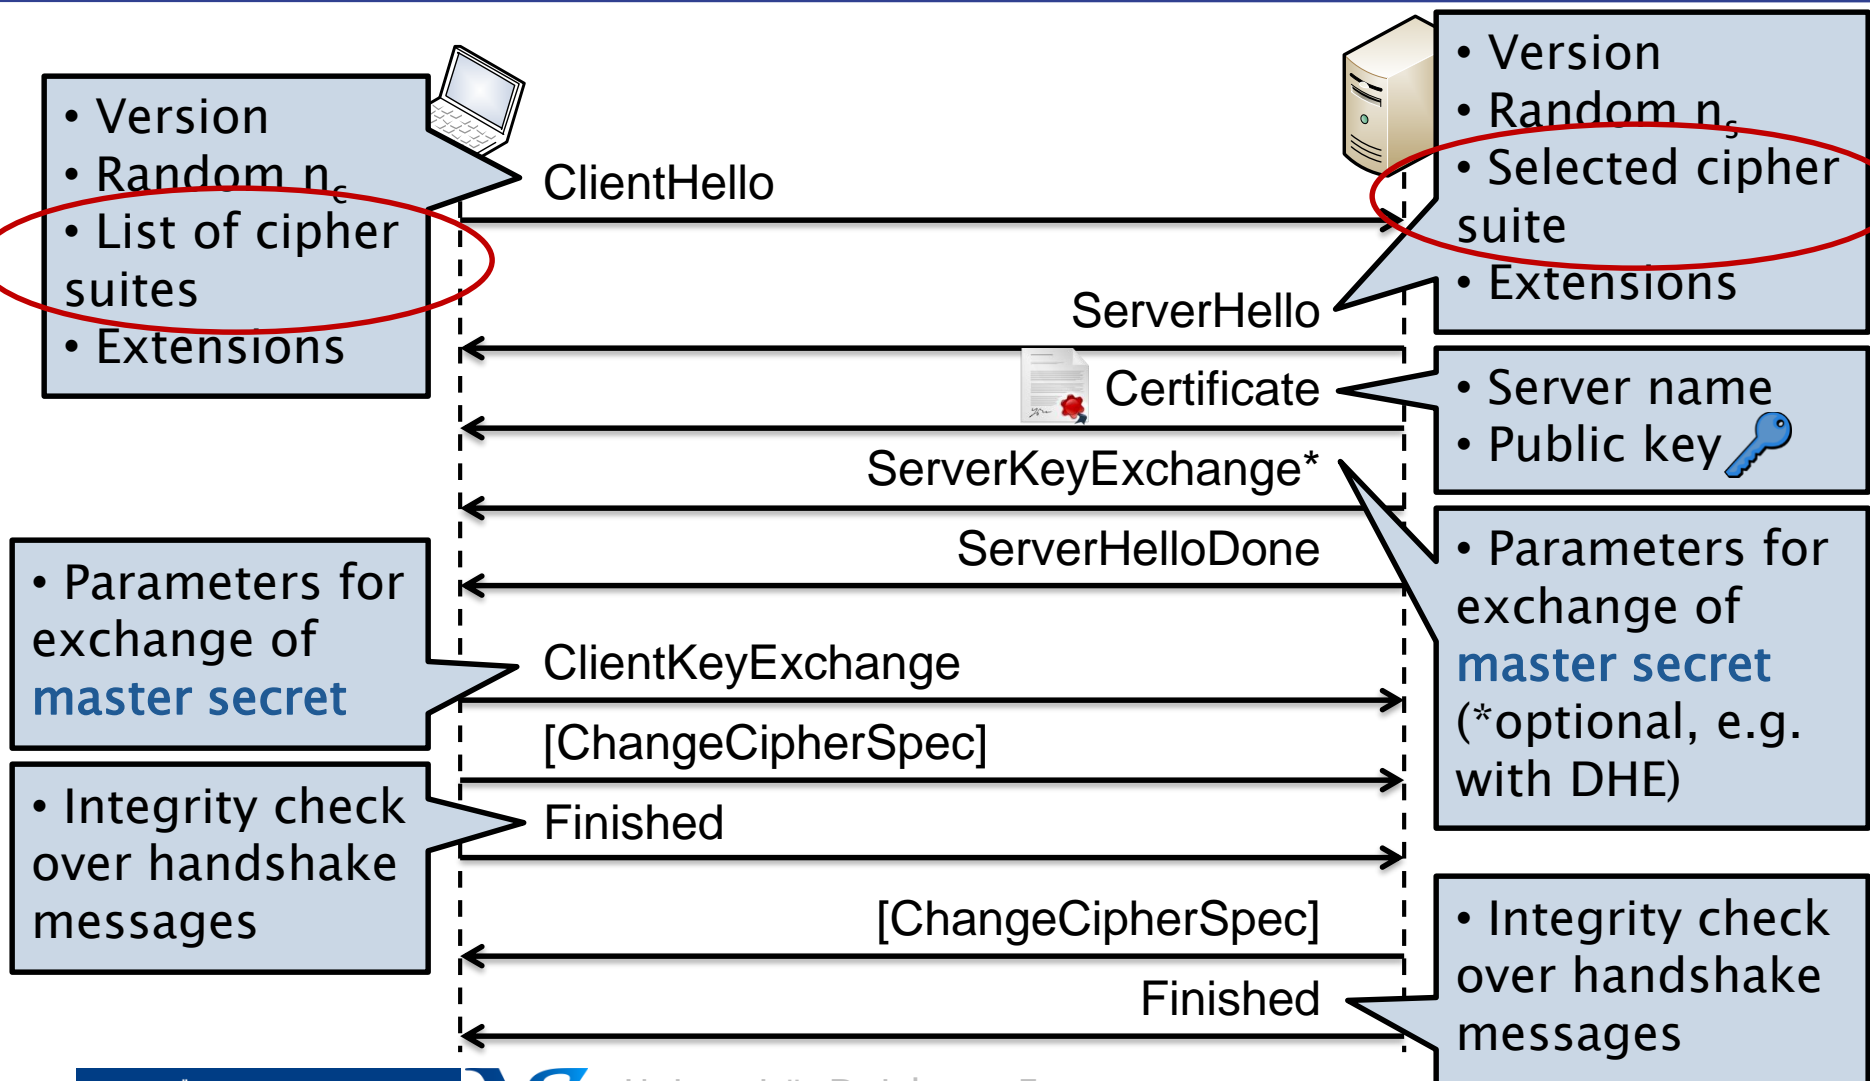 • Version
• Random n_c
• List of cipher
suites
• Extensions
• Version
• Random n_s
• Selected cipher
suite
• Extensions
ClientHello
ServerHello
Certificate
• Server name
• Public key
ServerKeyExchange*
• Parameters for
exchange of
master secret
(*optional, e.g.
with DHE)
ServerHelloDone
• Parameters for
exchange of
master secret
ClientKeyExchange
[ChangeCipherSpec]
• Integrity check
over handshake
messages
Finished
[ChangeCipherSpec]
Finished
• Integrity check
over handshake
messages